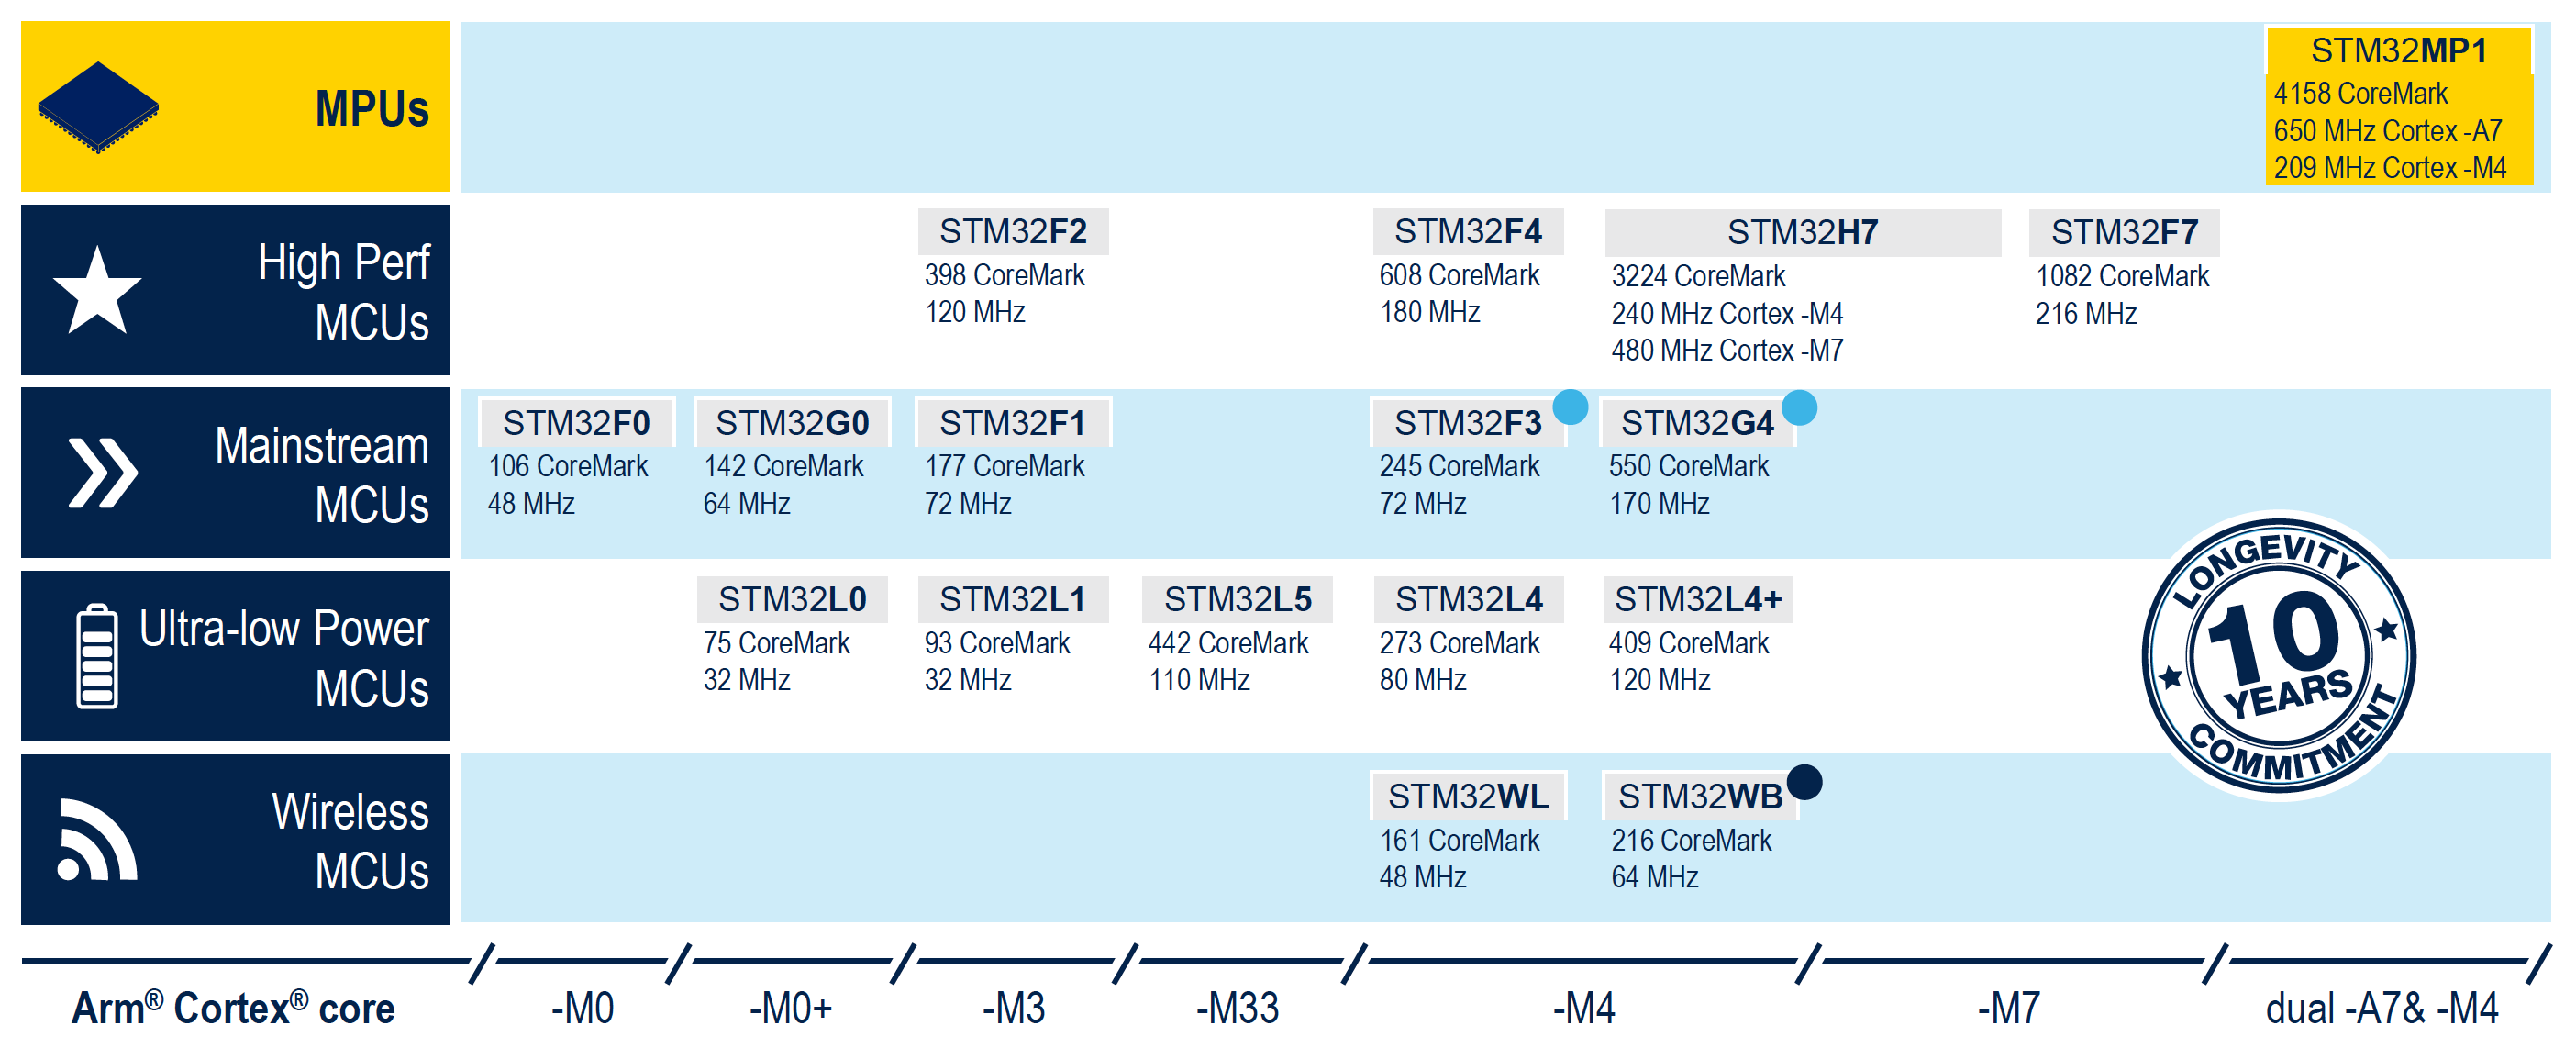 MPUs
STM32MP1
4158 CoreMark
650 MHz Cortex -A7
209 MHz Cortex -M4
High Perf
MCUs
STM32F2
398 CoreMark
120 MHz
STM32F4
608 CoreMark
180 MHz
STM32H7
3224 CoreMark
240 MHz Cortex -M4
480 MHz Cortex -M7
STM32F7
1082 CoreMark
216 MHz
Mainstream
MCUs
STM32F0
106 CoreMark
48 MHz
STM32G0
142 CoreMark
64 MHz
STM32F1
177 CoreMark
72 MHz
STM32F3
245 CoreMark
72 MHz
STM32G4
550 CoreMark
170 MHz
Ultra-low Power
MCUs
STM32L0
75 CoreMark
32 MHz
STM32L1
93 CoreMark
32 MHz
STM32L5
442 CoreMark
110 MHz
STM32L4
273 CoreMark
80 MHz
STM32L4+
409 CoreMark
120 MHz
LONGEVITY
10
YEARS
COMMITMENT
Wireless
MCUs
STM32WL
161 CoreMark
48 MHz
STM32WB
216 CoreMark
64 MHz
Arm® Cortex® core
-M0
-M0+
-M3
-M33
-M4
-M7
dual -A7& -M4